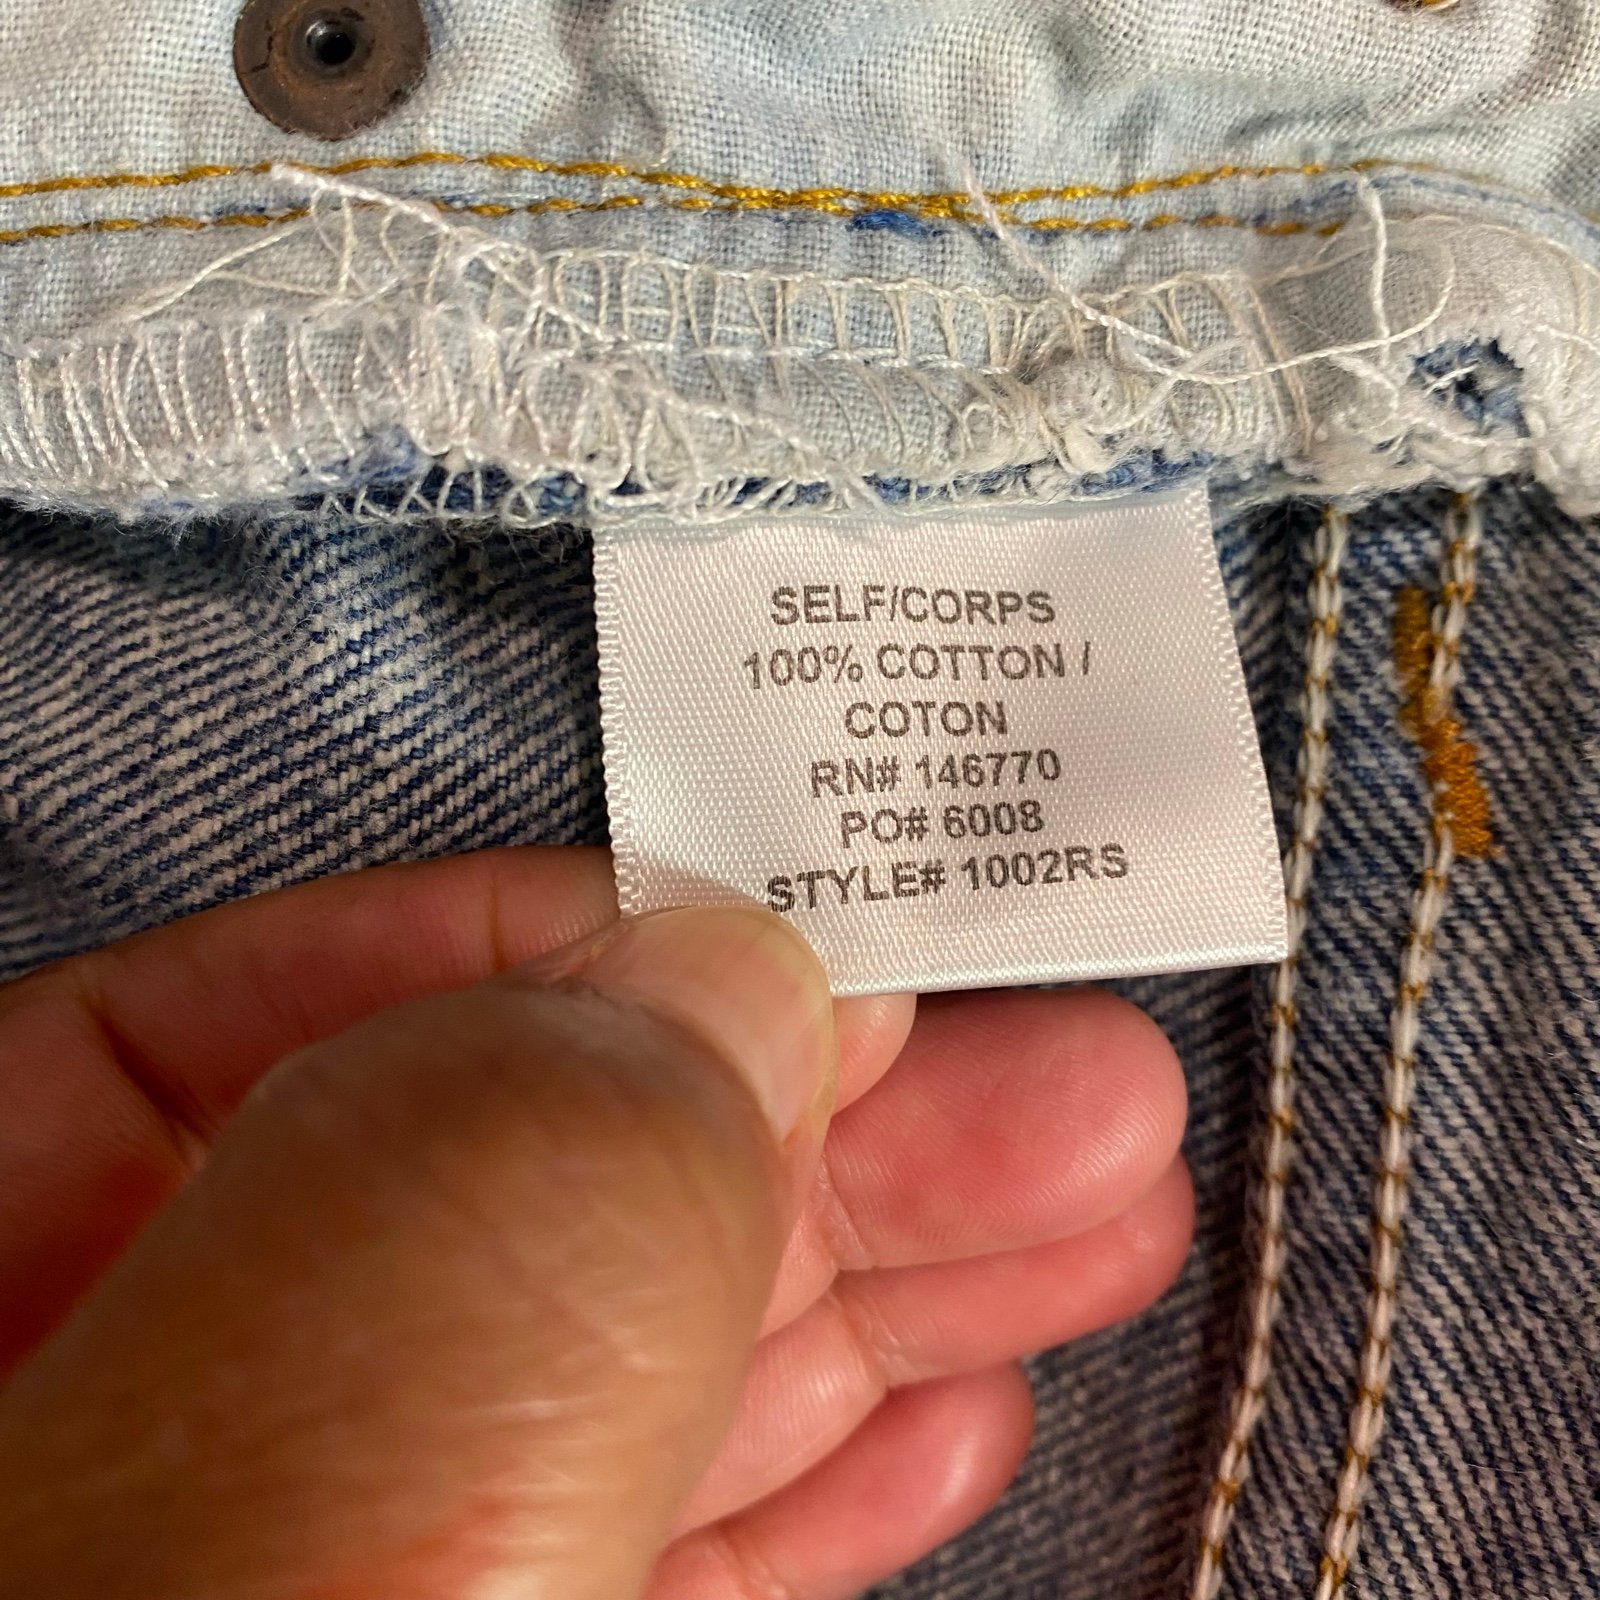 SELF/CORPS
100% COTTON /
COTON
RN# 146770
PO# 6008
STYLE# 1002RS